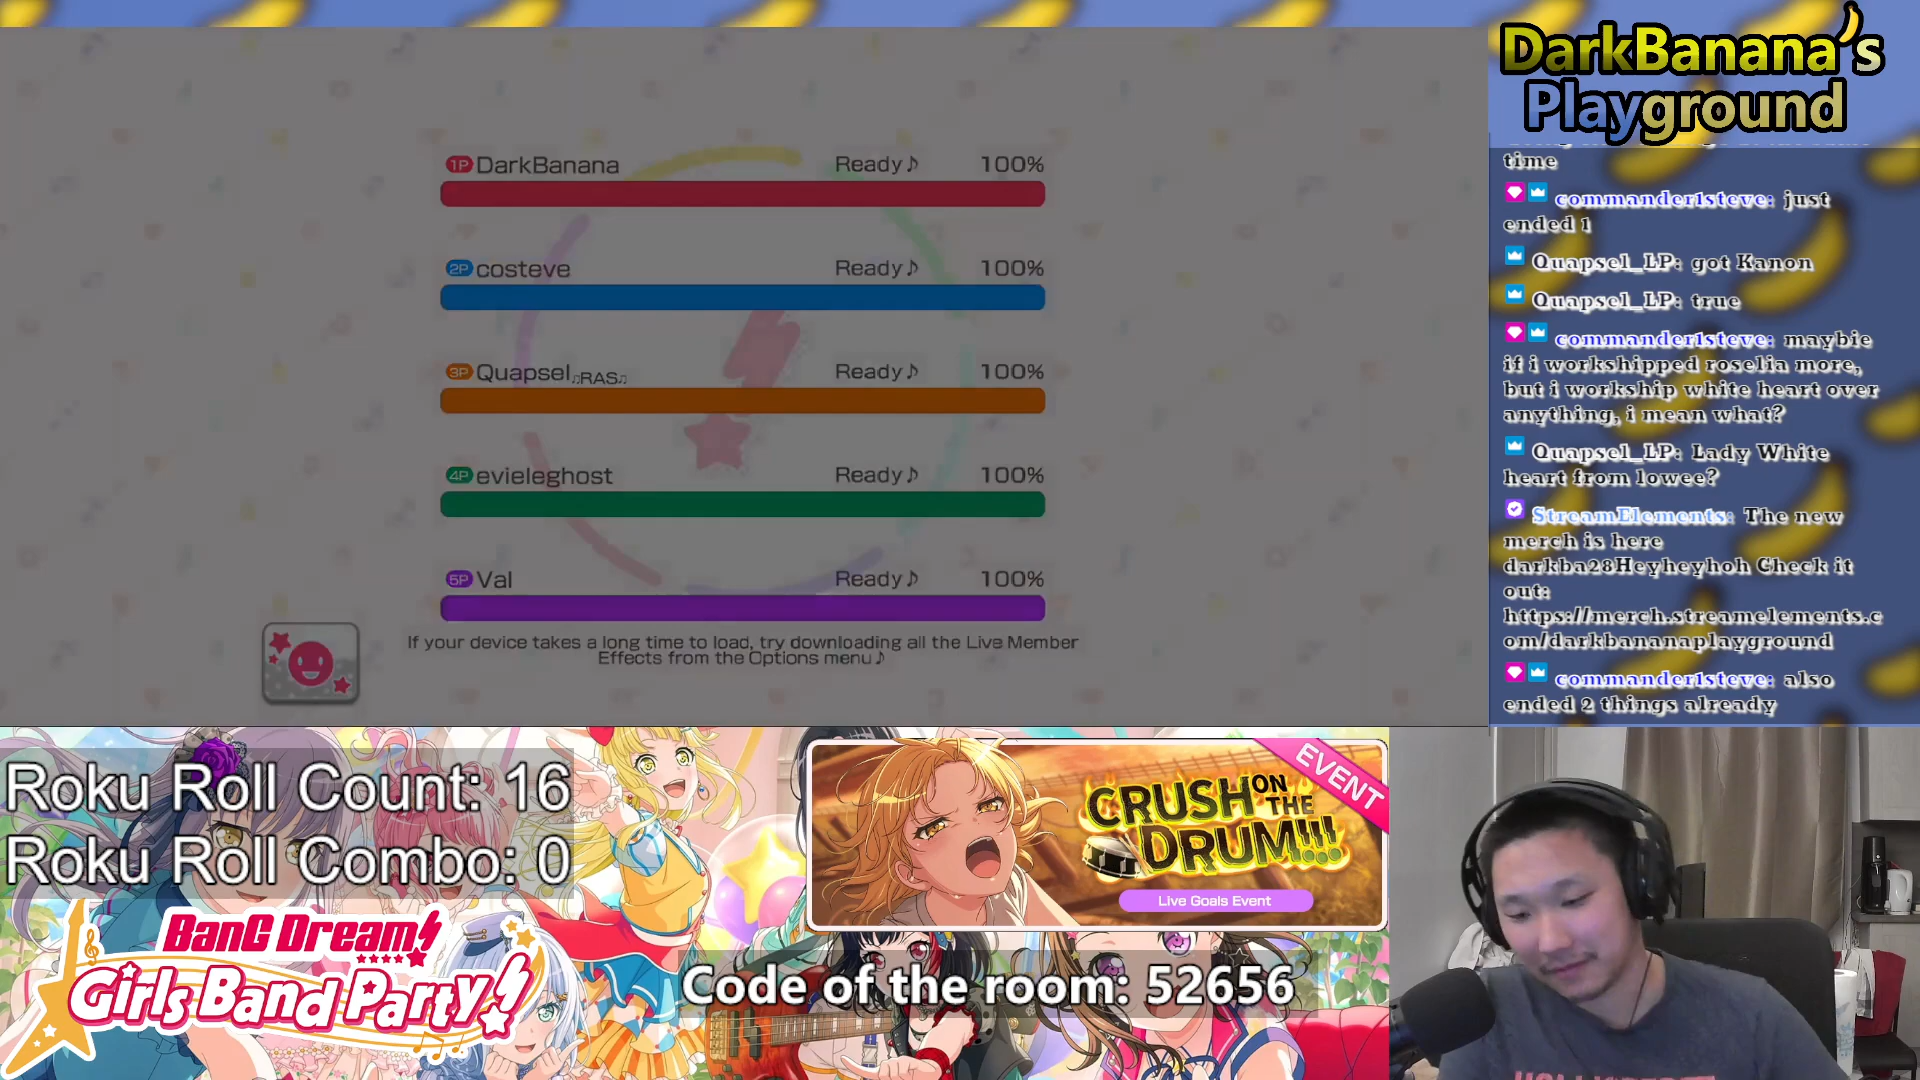 DarkBanana's
Playground
1P DarkBanana Ready♪ 100%
2P costeve Ready♪ 100%
3P Quapsel♫RAS♫ Ready♪ 100%
4P evieleghost Ready♪ 100%
5P Val Ready♪ 100%
If your device takes a long time to load, try downloading all the Live Member
Effects from the Options menu♪
time
commander1steve: just
ended 1
Quapsel_LP: got Kanon
Quapsel_LP: true
commander1steve: maybie
if i workshipped roselia more,
but i workship white heart over
anything, i mean what?
Quapsel_LP: Lady White
heart from lowee?
StreamElements: The new
merch is here
darkba28Heyheyhoh Check it
out:
https://merch.streamelements.c
om/darkbananaplayground
commander1steve: also
ended 2 things already
Roku Roll Count: 16
Roku Roll Combo: 0
BanG Dream!
Girls Band Party!
EVENT
CRUSH ON THE
DRUM!!!
Live Goals Event
Code of the room: 52656